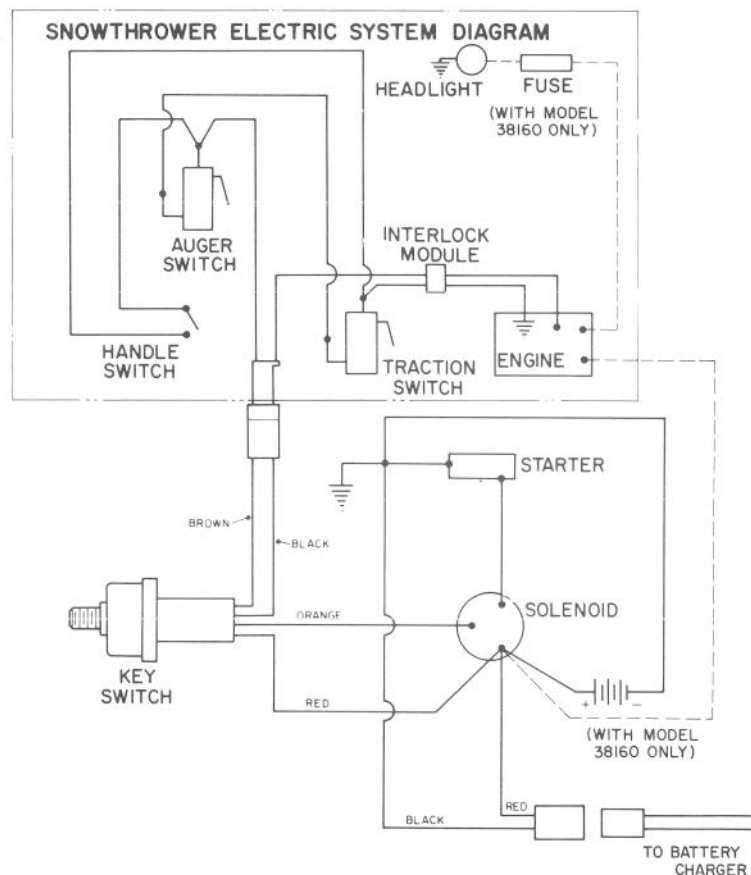 SNOWTHROWER ELECTRIC SYSTEM DIAGRAM
HEADLIGHT
FUSE
(WITH MODEL
38160 ONLY)
AUGER
SWITCH
INTERLOCK
MODULE
HANDLE
SWITCH
TRACTION
SWITCH
ENGINE
STARTER
BROWN
BLACK
ORANGE
SOLENOID
KEY
SWITCH
RED
+
−
(WITH MODEL
38160 ONLY)
RED
BLACK
TO BATTERY
CHARGER